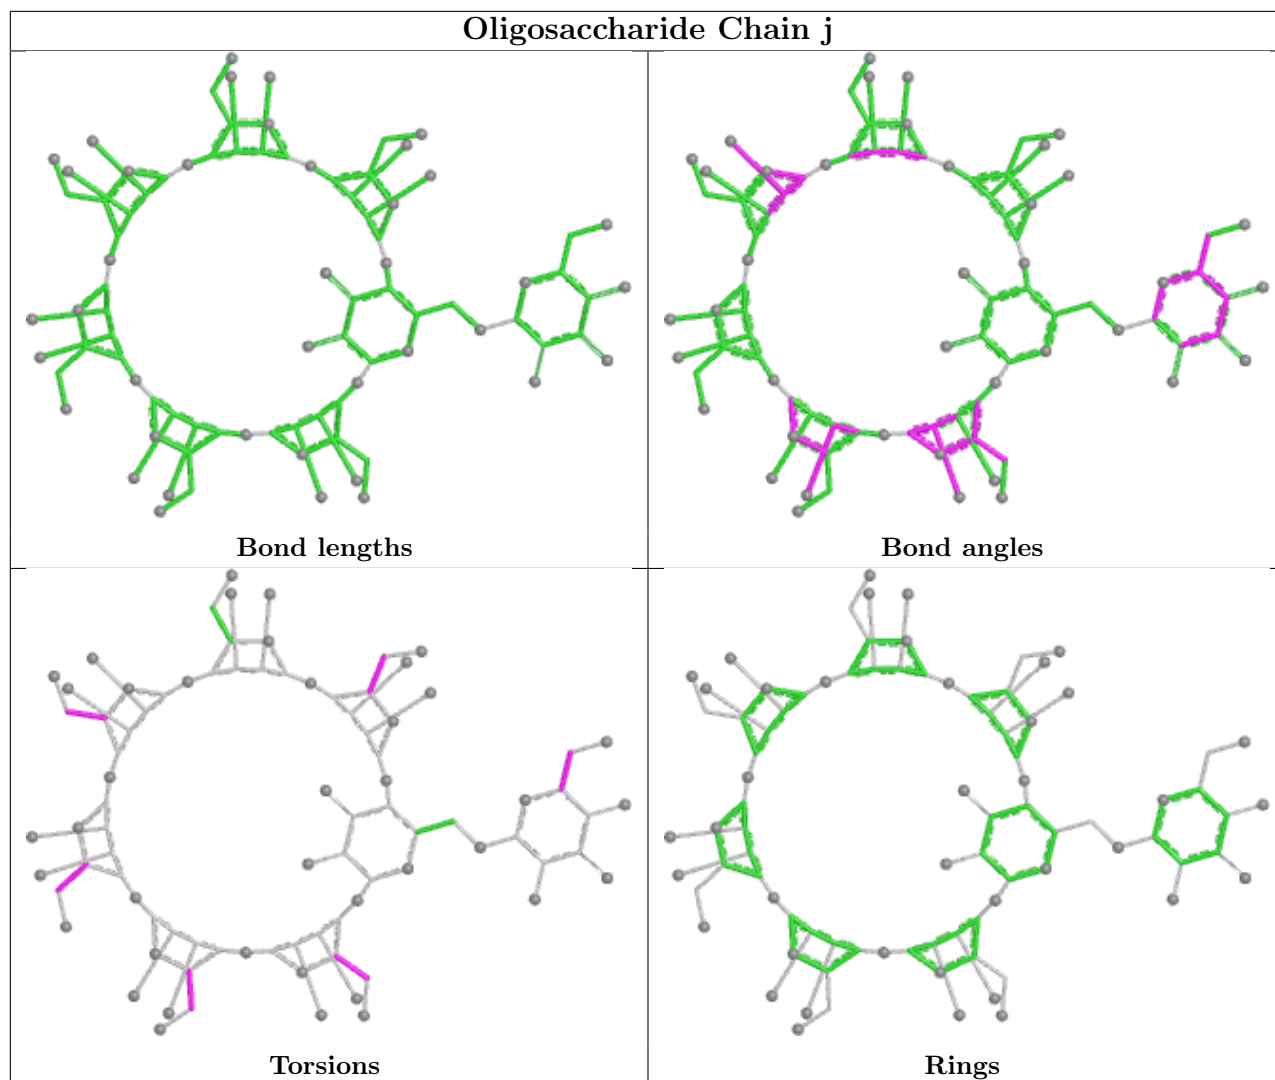 Oligosaccharide Chain j
Bond lengths
Bond angles
Torsions
Rings